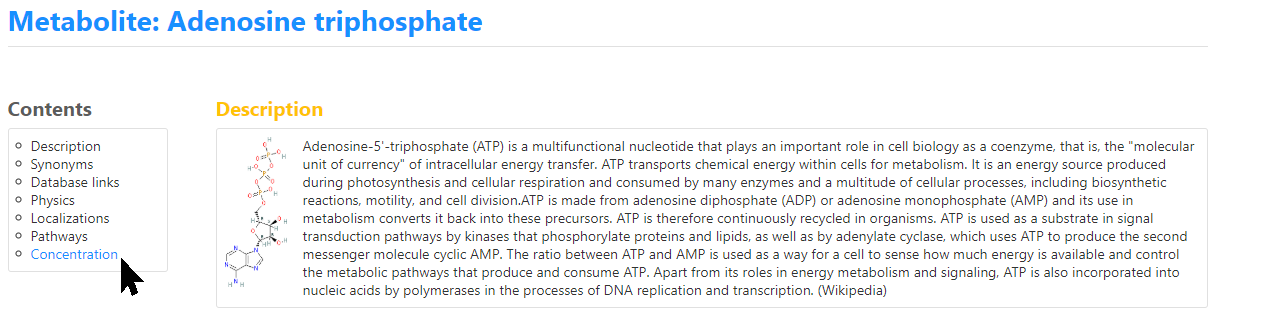 Metabolite: Adenosine triphosphate
Contents
Description
Synonyms
Database links
Physics
Localizations
Pathways
Concentration
Description
Adenosine-5'-triphosphate (ATP) is a multifunctional nucleotide that plays an important role in cell biology as a coenzyme, that is, the "molecular
unit of currency" of intracellular energy transfer. ATP transports chemical energy within cells for metabolism. It is an energy source produced
during photosynthesis and cellular respiration and consumed by many enzymes and a multitude of cellular processes, including biosynthetic
reactions, motility, and cell division.ATP is made from adenosine diphosphate (ADP) or adenosine monophosphate (AMP) and its use in
metabolism converts it back into these precursors. ATP is therefore continuously recycled in organisms. ATP is used as a substrate in signal
transduction pathways by kinases that phosphorylate proteins and lipids, as well as by adenylate cyclase, which uses ATP to produce the second
messenger molecule cyclic AMP. The ratio between ATP and AMP is used as a way for a cell to sense how much energy is available and control
the metabolic pathways that produce and consume ATP. Apart from its roles in energy metabolism and signaling, ATP is also incorporated into
nucleic acids by polymerases in the processes of DNA replication and transcription. (Wikipedia)